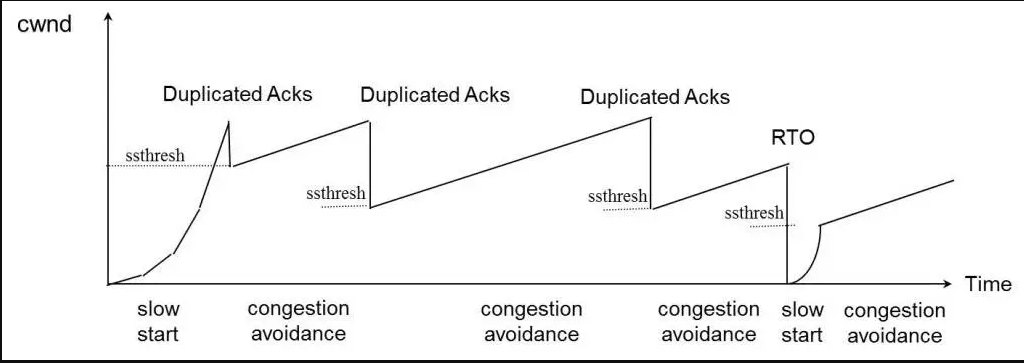 cwnd
Duplicated Acks
Duplicated Acks
Duplicated Acks
RTO
ssthresh
ssthresh
ssthresh
ssthresh
Time
slow
start
congestion
avoidance
congestion
avoidance
congestion
avoidance
slow
start
congestion
avoidance